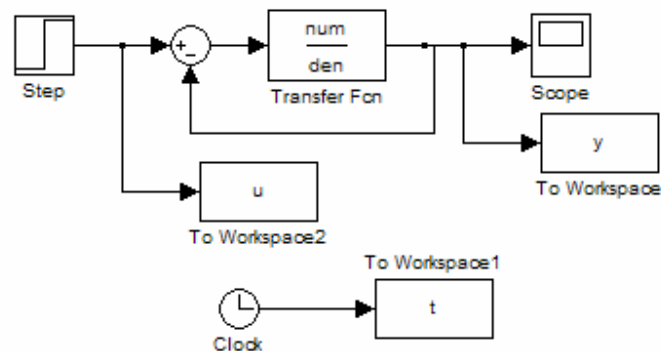 num
den
+
-
Step
Transfer Fcn
Scope
y
To Workspace
u
To Workspace2
To Workspace1
t
Clock